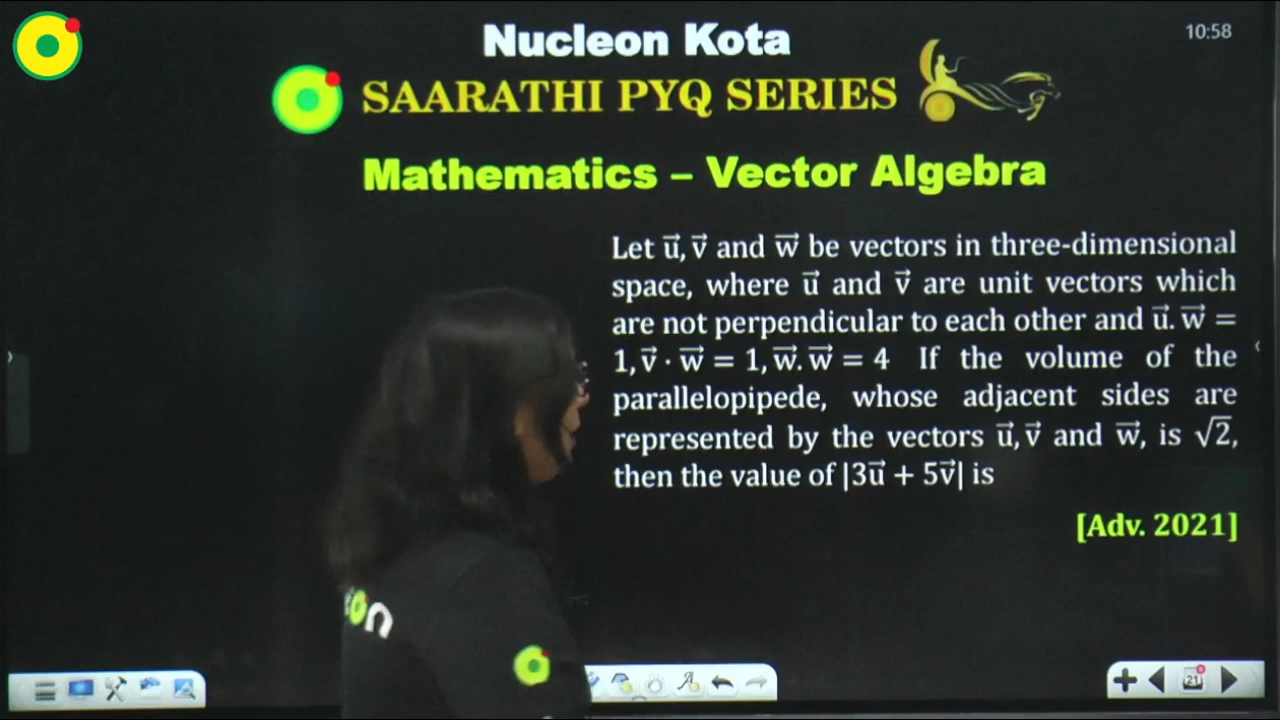 Nucleon Kota
10:58
SAARATHI PYQ SERIES
Mathematics – Vector Algebra
Let u⃗, v⃗ and w⃗ be vectors in three-dimensional
space, where u⃗ and v⃗ are unit vectors which
are not perpendicular to each other and u⃗. w⃗ =
1, v⃗ · w⃗ = 1, w⃗. w⃗ = 4 If the volume of the
parallelopipede, whose adjacent sides are
represented by the vectors u⃗, v⃗ and w⃗, is √2,
then the value of |3u⃗ + 5v⃗| is
[Adv. 2021]
on
21